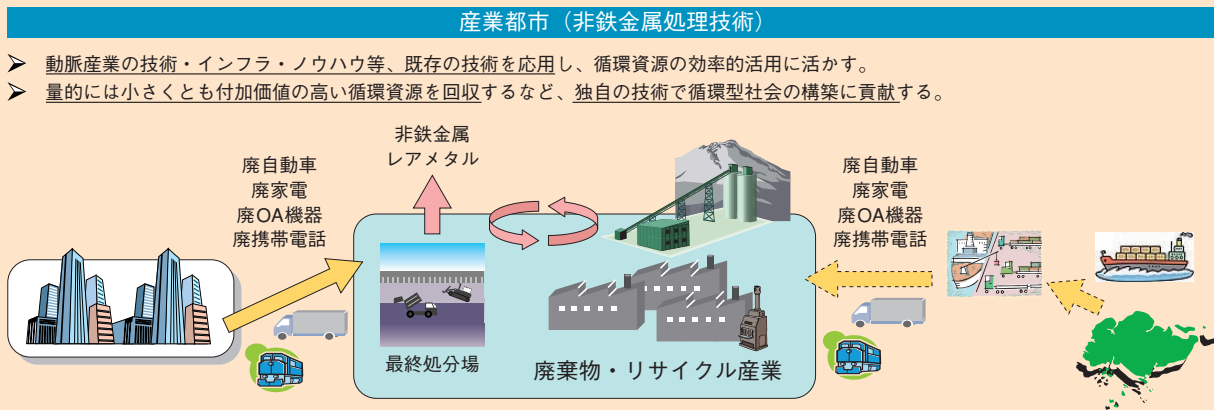 産業都市（非鉄金属処理技術）
➢ 動脈産業の技術・インフラ・ノウハウ等、既存の技術を応用し、循環資源の効率的活用に活かす。
➢ 量的には小さくとも付加価値の高い循環資源を回収するなど、独自の技術で循環型社会の構築に貢献する。
非鉄金属
レアメタル
廃自動車
廃家電
廃OA機器
廃携帯電話
廃自動車
廃家電
廃OA機器
廃携帯電話
最終処分場
廃棄物・リサイクル産業